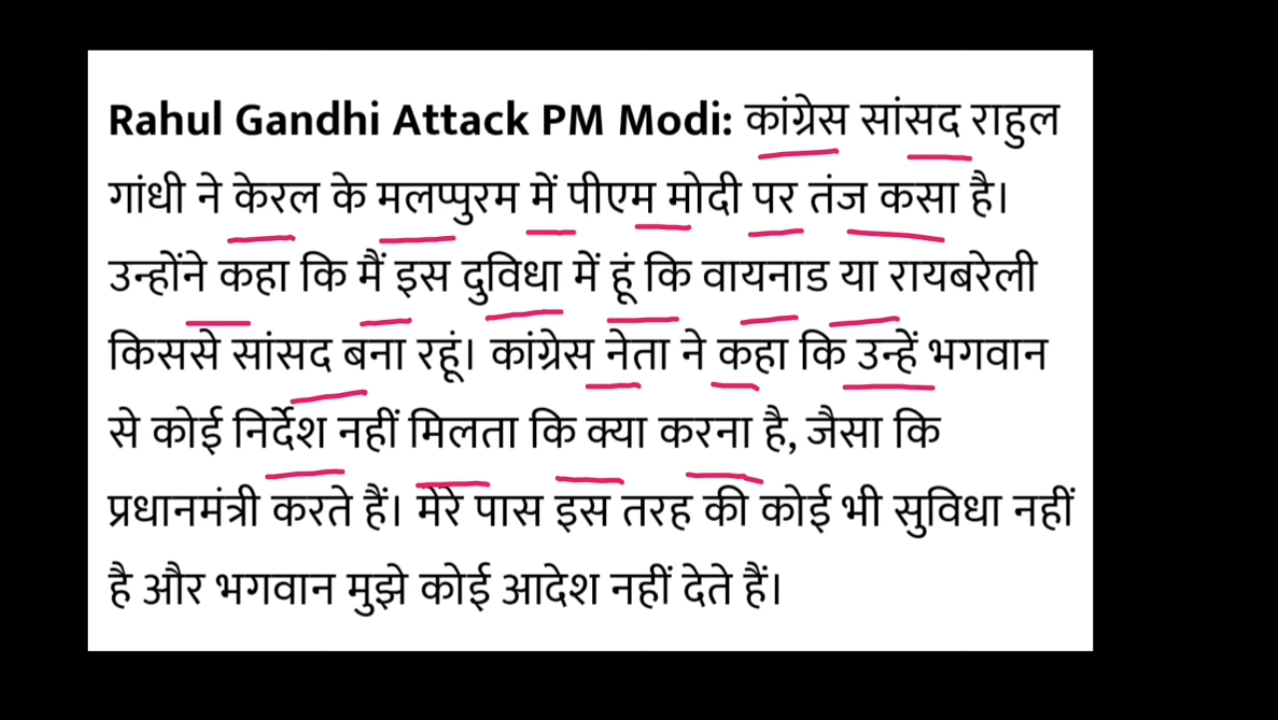 Rahul Gandhi Attack PM Modi: कांग्रेस सांसद राहुल
गांधी ने केरल के मलप्पुरम में पीएम मोदी पर तंज कसा है।
उन्होंने कहा कि मैं इस दुविधा में हूं कि वायनाड या रायबरेली
किससे सांसद बना रहूं। कांग्रेस नेता ने कहा कि उन्हें भगवान
से कोई निर्देश नहीं मिलता कि क्या करना है, जैसा कि
प्रधानमंत्री करते हैं। मेरे पास इस तरह की कोई भी सुविधा नहीं
है और भगवान मुझे कोई आदेश नहीं देते हैं।